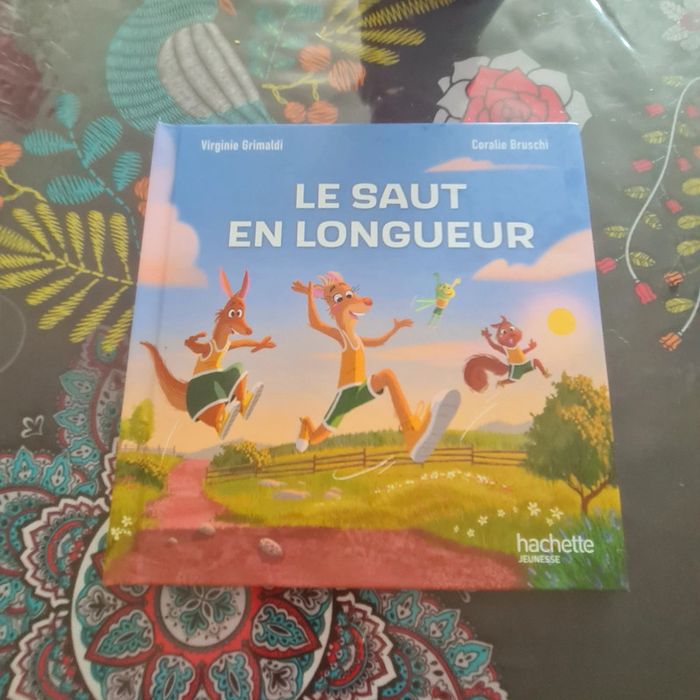 Virginie Grimaldi
Coralie Bruschi
LE SAUT
EN LONGUEUR
hachette
JEUNESSE